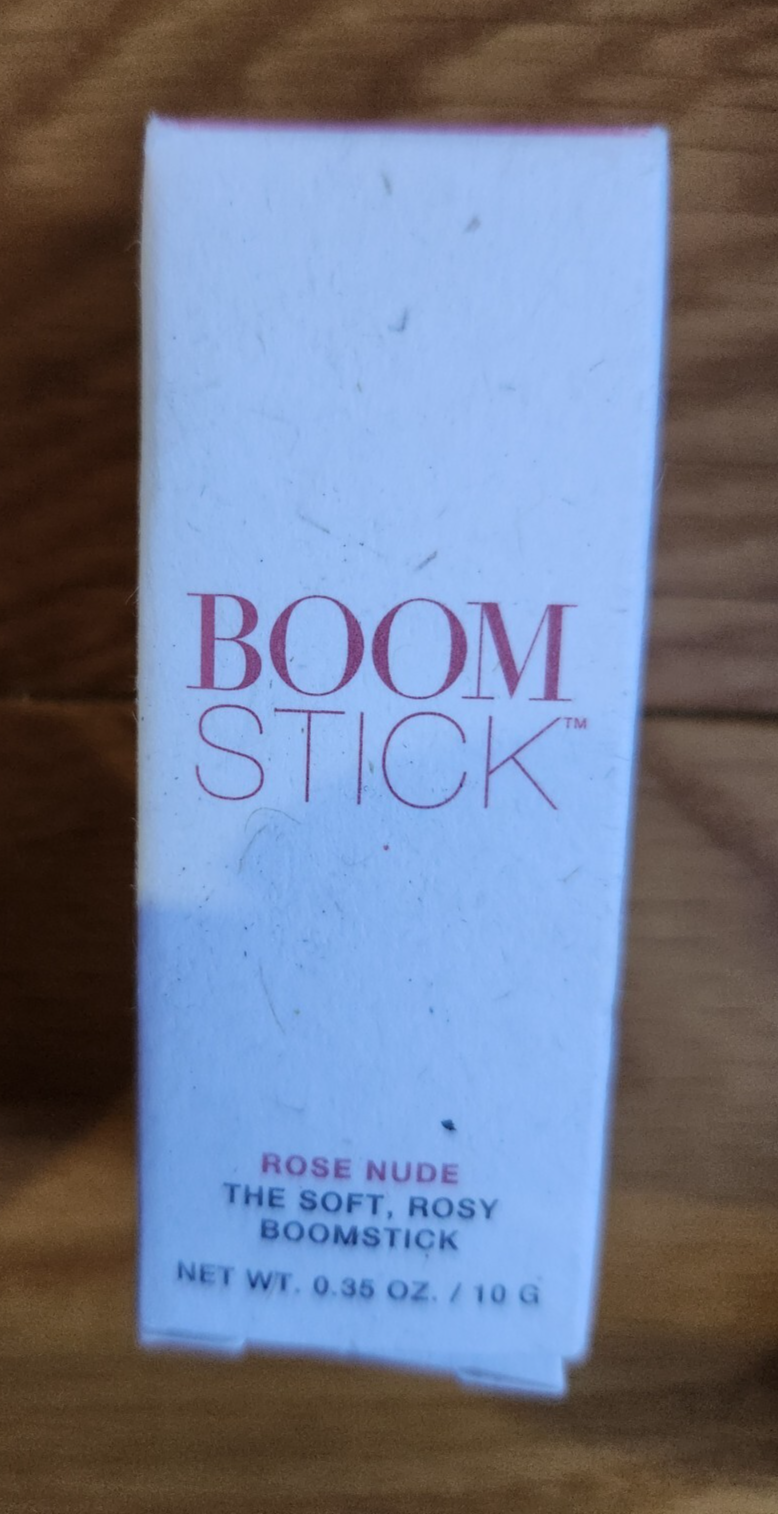 BOOM
STICK™
ROSE NUDE
THE SOFT, ROSY
BOOMSTICK
NET WT. 0.35 OZ. / 10 G